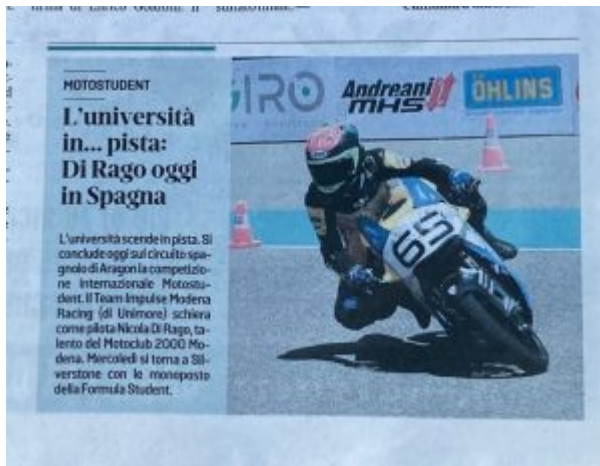 MOTOSTUDENT
L'università
in... pista:
Di Rago oggi
in Spagna
L'università scende in pista. Si
conclude oggi sul circuito spa-
gnolo di Aragon la competizio-
ne internazionale Motostu-
dent. Il Team Impulse Modena
Racing (di Unimore) schiera
come pilota Nicola Di Rago, ta-
lento del Motoclub 2000 Mo-
dena. Mercoledì si torna a Sil-
verstone con le monoposto
della Formula Student.
GIRO
Andreani
MHS
ÖHLINS
65